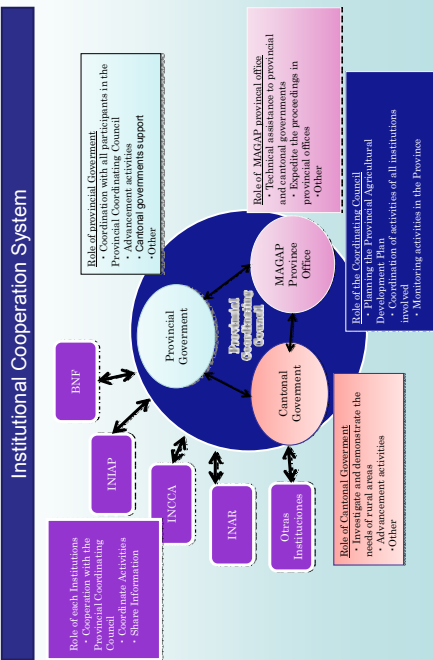 Institutional Cooperation System
Role of each Institutions
・Cooperation with the
Provincial Coordinating
Council
・Coordinate Activities
・Share Information
BNF
INIAP
INCCA
INAR
Otras
Instituciones
Role of provincial Goverment
・Coordination with all participants in the
Provincial Coordinating Council
・Advancement activities
・Cantonal governments support
・Other
Provincial
Goverment
Provincial
Coordinating
Council
Cantonal
Goverment
MAGAP
Province
Office
Role of MAGAP provincal office
・Technical assistance to provincial
and cantonal governments
・Expedite the proceedings in
provincial offices
・Other
Role of Cantonal Goverment
・Investigate and demonstrate the
needs of rural areas
・Advancement activities
・Other
Role of the Coordinating Council
・Planning the Provincial Agricultural
Development Plan
・Coordination of activities of all institutions
involved
・Monitoring activities in the Province